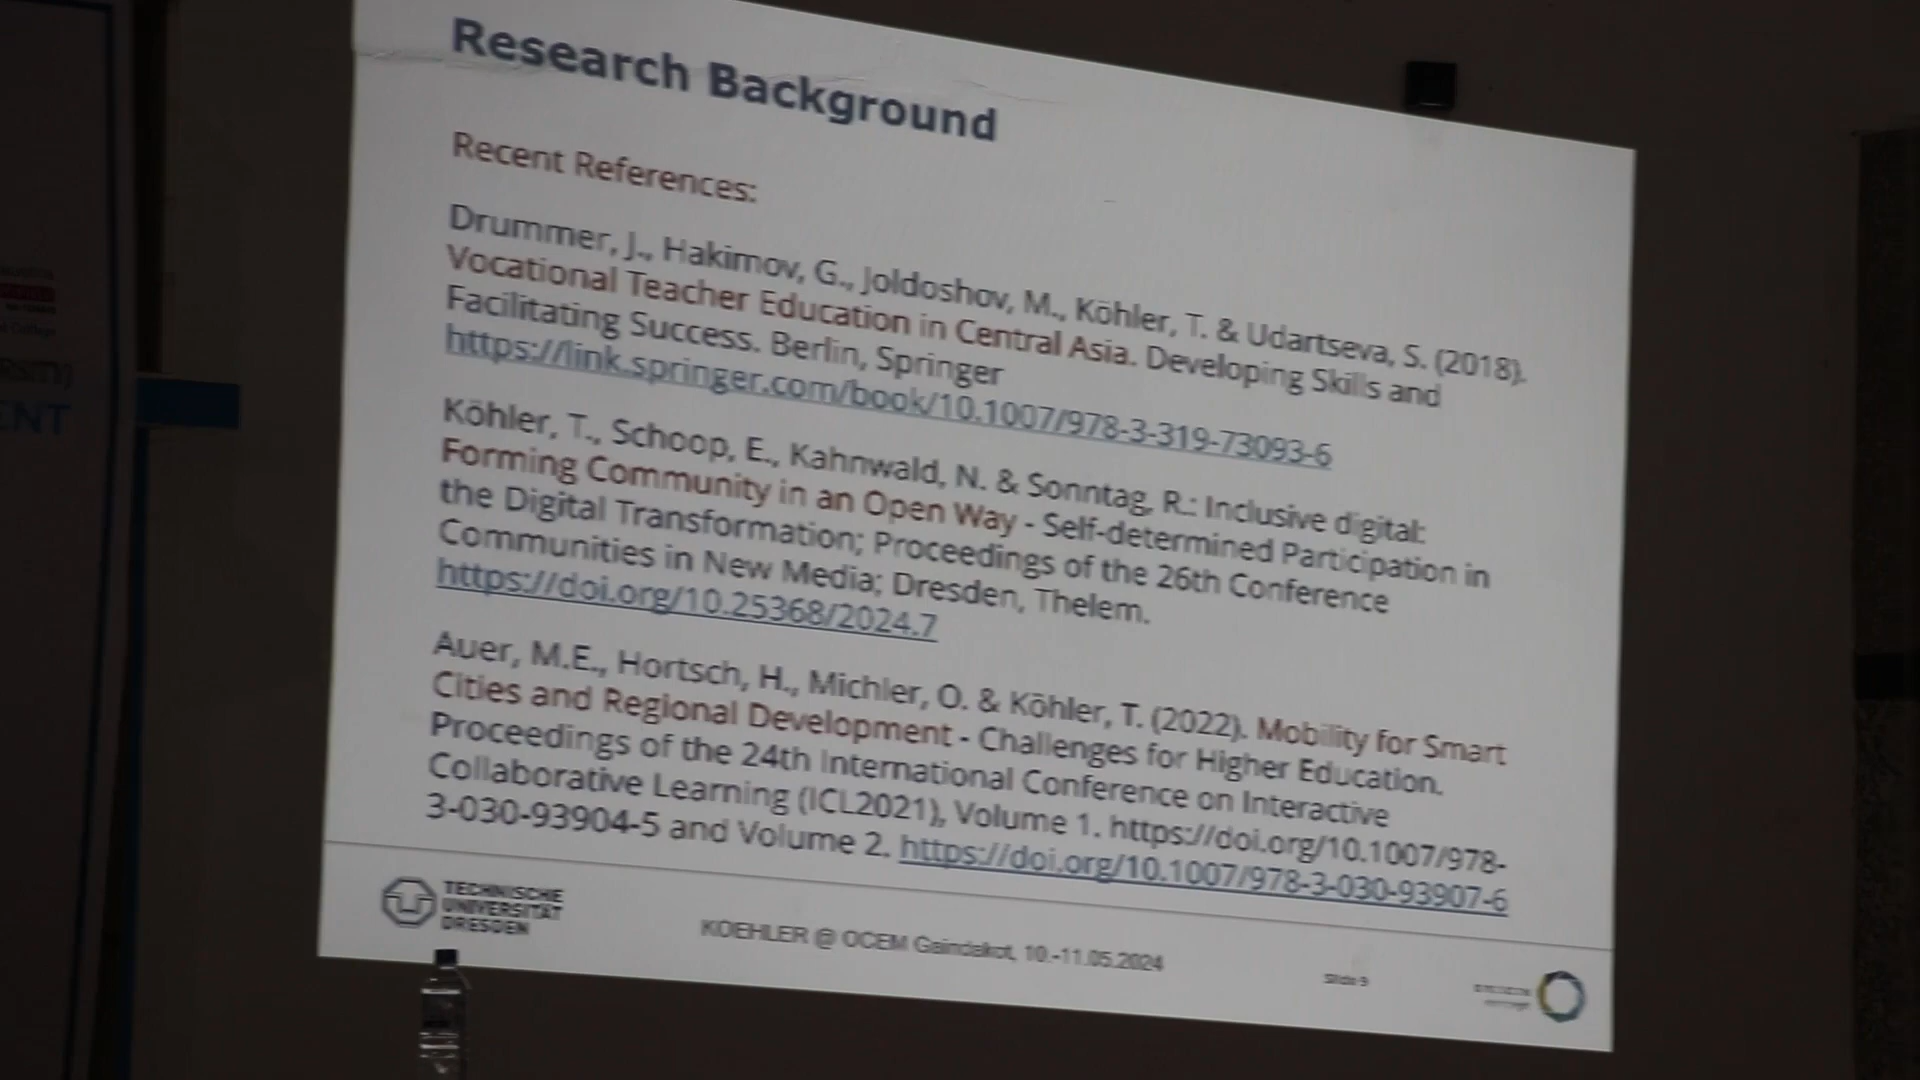 Research Background
Recent References:
Drummer, J., Hakimov, G., Joldoshov, M., Köhler, T. & Udartseva, S. (2018).
Vocational Teacher Education in Central Asia. Developing Skills and
Facilitating Success. Berlin, Springer
https://link.springer.com/book/10.1007/978-3-319-73093-6
Köhler, T., Schoop, E., Kahnwald, N. & Sonntag, R.: Inclusive digital:
Forming Community in an Open Way - Self-determined Participation in
the Digital Transformation; Proceedings of the 26th Conference
Communities in New Media; Dresden, Thelem.
https://doi.org/10.25368/2024.7
Auer, M.E., Hortsch, H., Michler, O. & Köhler, T. (2022). Mobility for Smart
Cities and Regional Development - Challenges for Higher Education.
Proceedings of the 24th International Conference on Interactive
Collaborative Learning (ICL2021), Volume 1. https://doi.org/10.1007/978-
3-030-93904-5 and Volume 2. https://doi.org/10.1007/978-3-030-93907-6
TECHNISCHE
UNIVERSITÄT
DRESDEN
KOEHLER @ OCEM Gaindakot, 10.-11.05.2024
Slide 9
ENT